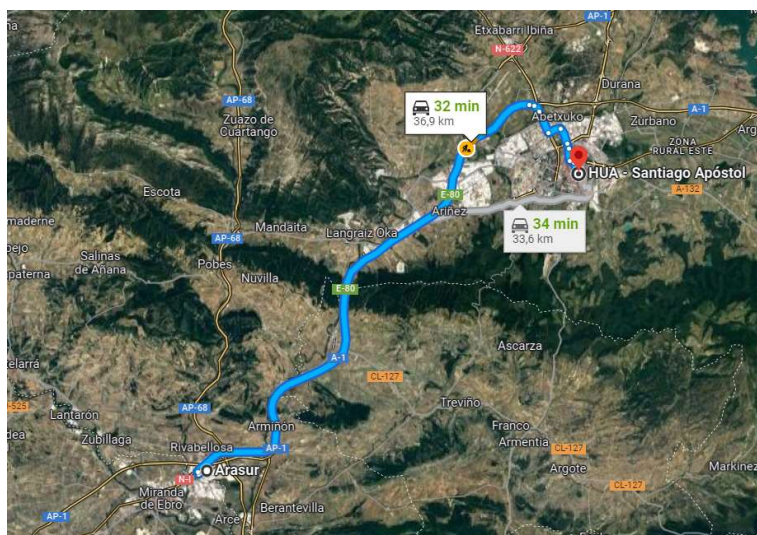 AP-1
Etxabarri Ibiña
N-622
Durana
AP-68
32 min
36,9 km
Abetxuko
A-1
Zurbano
Zuazo de
Cuartango
ZONA
RURAL ESTE
Arg
HUA - Santiago Apóstol
Escota
E-80
A-132
Ariñez
maderne
Mandaita
Langraiz Oka
34 min
33,6 km
AP-68
epejo
Salinas
de Añana
Pobes
paterna
Nuvilla
E-80
Ascarza
A-1
elarrá
CL-127
-525
AP-68
Treviño
Lantarón
Armiñón
Franco
Armentia
dea
Zubillaga
Rivabellosa
AP-1
CL-127
Arasur
Argote
Markinez
N-I
Miranda
de Ebro
CL-127
Berantevilla
AP-1
Arce